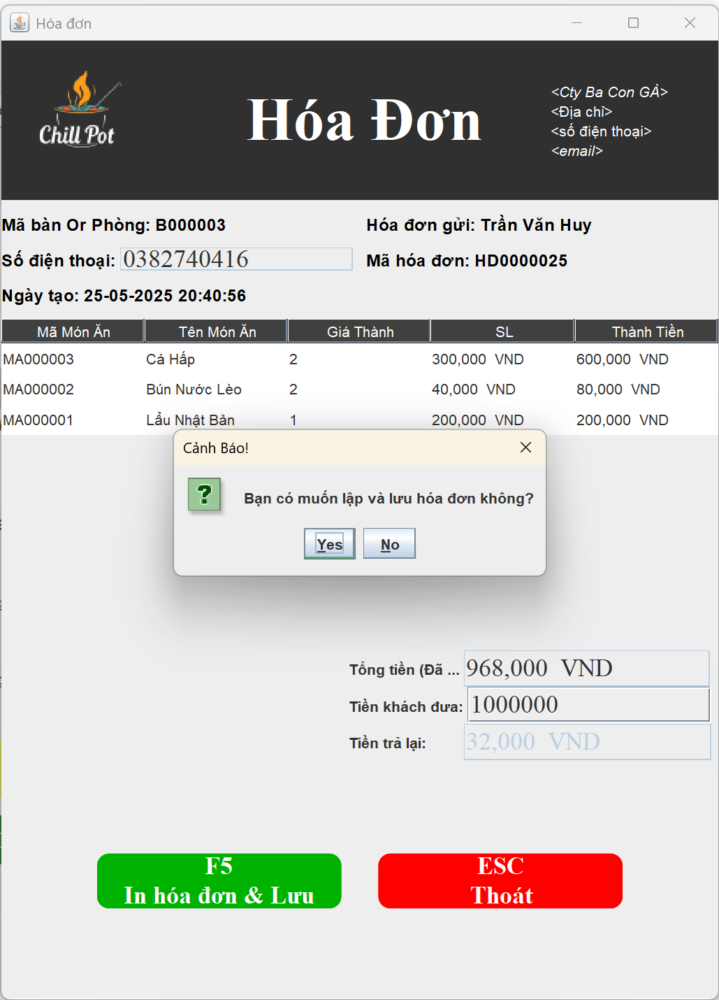 Hóa đơn
Chill Pot
Hóa Đơn
<Cty Ba Con GÀ>
<Địa chỉ>
<số điện thoại>
<email>
Mã bàn Or Phòng: B000003
Hóa đơn gửi: Trần Văn Huy
Số điện thoại: 0382740416
Mã hóa đơn: HD0000025
Ngày tạo: 25-05-2025 20:40:56
Mã Món Ăn Tên Món Ăn Giá Thành SL Thành Tiền
MA000003 Cá Hấp 2 300,000 VND 600,000 VND
MA000002 Bún Nước Lèo 2 40,000 VND 80,000 VND
MA000001 Lẩu Nhật Bản 1 200,000 VND 200,000 VND
Cảnh Báo!
Bạn có muốn lập và lưu hóa đơn không?
Yes No
Tổng tiền (Đã ... 968,000 VND
Tiền khách đưa: 1000000
Tiền trả lại: 32,000 VND
F5
In hóa đơn & Lưu
ESC
Thoát